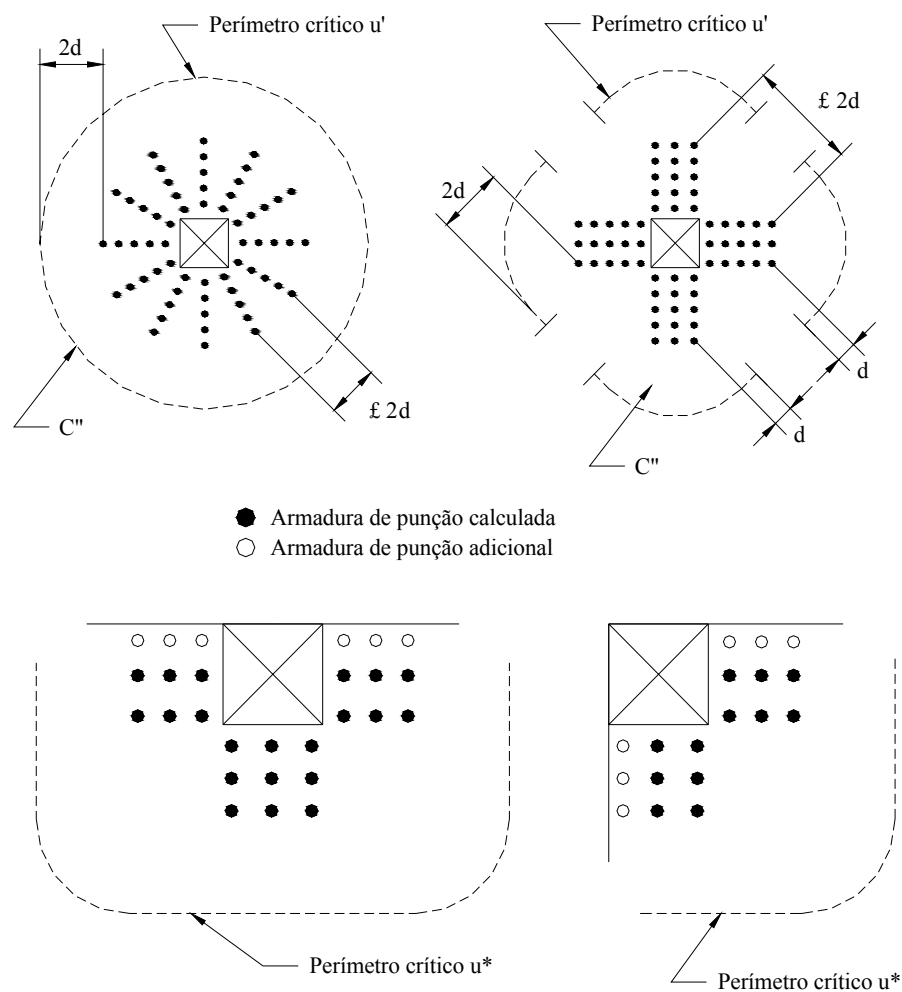 Perímetro crítico u'
2d
£ 2d
C"
Perímetro crítico u'
£ 2d
2d
d
d
C"
Armadura de punção calculada
Armadura de punção adicional
Perímetro crítico u*
Perímetro crítico u*